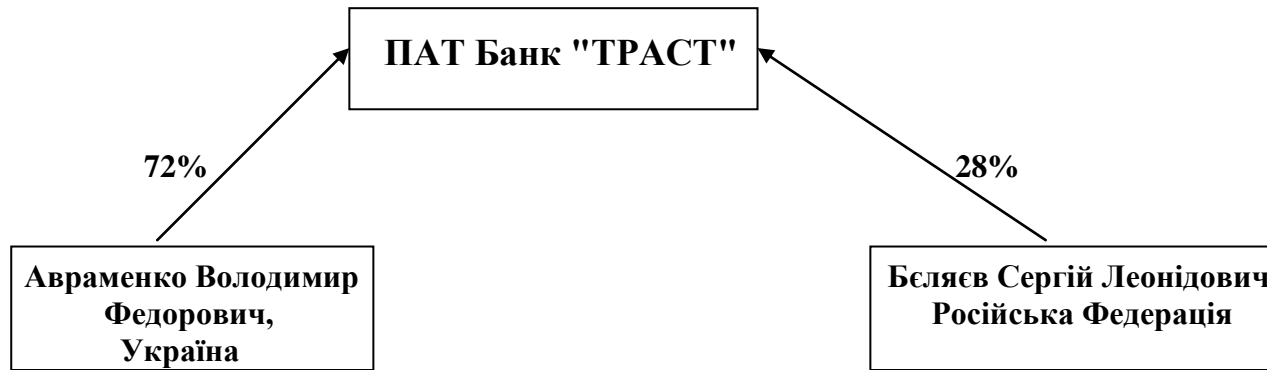 ПАТ Банк "ТРАСТ"
72%
28%
Авраменко Володимир
Федорович,
Україна
Бєляєв Сергій Леонідович
Російська Федерація